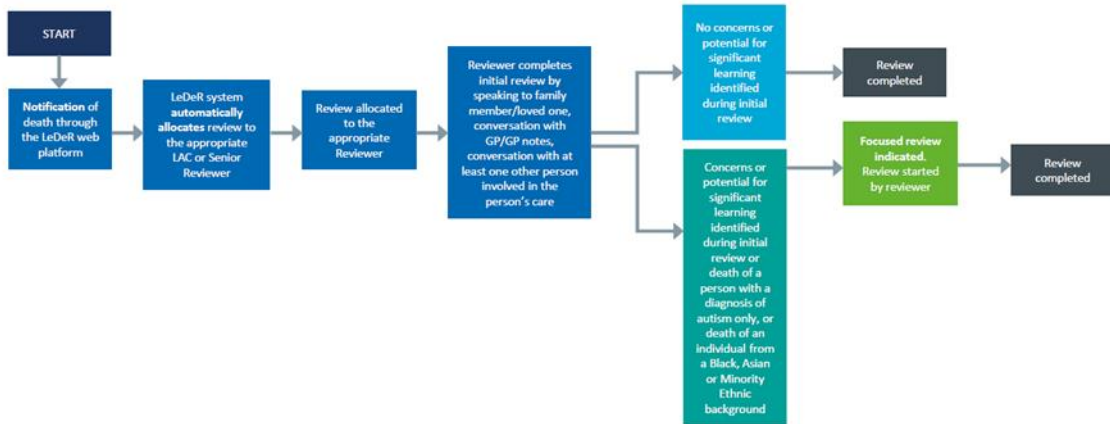 START
Notification of
death through
the LeDeR web
platform
LeDeR system
automatically
allocates review to
the appropriate
LAC or Senior
Reviewer
Review allocated
to the
appropriate
Reviewer
Reviewer completes
initial review by
speaking to family
member/loved one,
conversation with
GP/GP notes,
conversation with at
least one other person
involved in the
person's care
No concerns or
potential for
significant
learning
identified
during initial
review
Review
completed
Concerns or
potential for
significant
learning
identified
during initial
review or
death of a
person with a
diagnosis of
autism only, or
death of an
individual from
a Black, Asian
or Minority
Ethnic
background
Focused review
indicated.
Review started
by reviewer
Review
completed